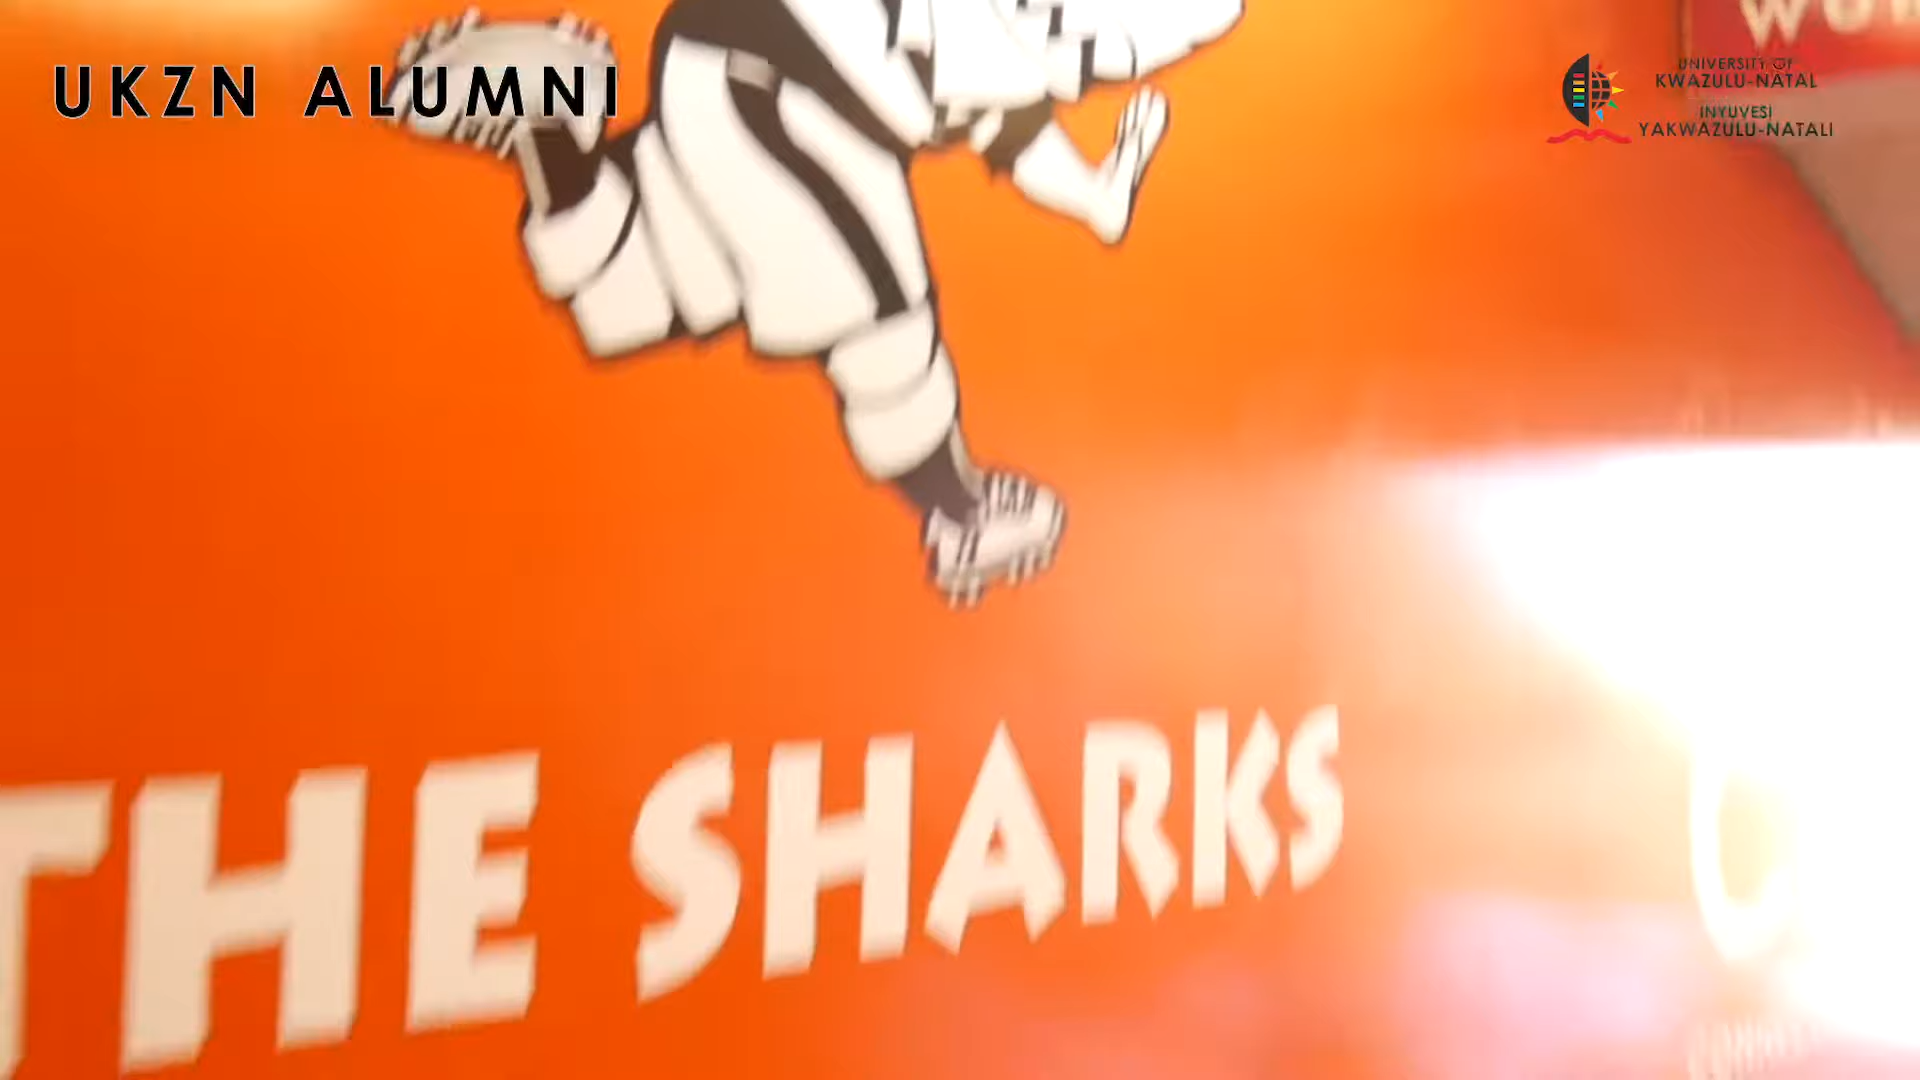 UKZN ALUMNI
UNIVERSITY OF
KWAZULU-NATAL
INYUVESI
YAKWAZULU-NATALI
THE SHARKS